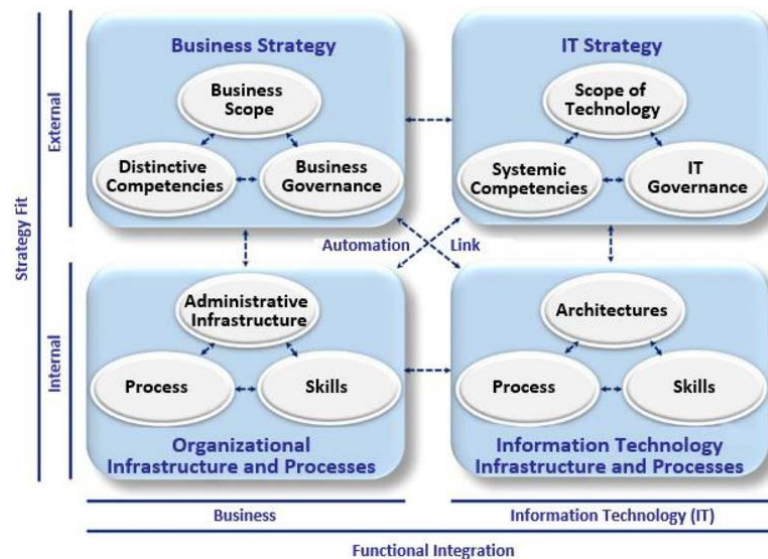 Business Strategy
IT Strategy
Business
Scope
Scope of
Technology
Distinctive
Competencies
Business
Governance
Systemic
Competencies
IT
Governance
External
Strategy Fit
Automation
Link
Administrative
Infrastructure
Architectures
Process
Skills
Process
Skills
Internal
Organizational
Infrastructure and Processes
Information Technology
Infrastructure and Processes
Business
Information Technology (IT)
Functional Integration